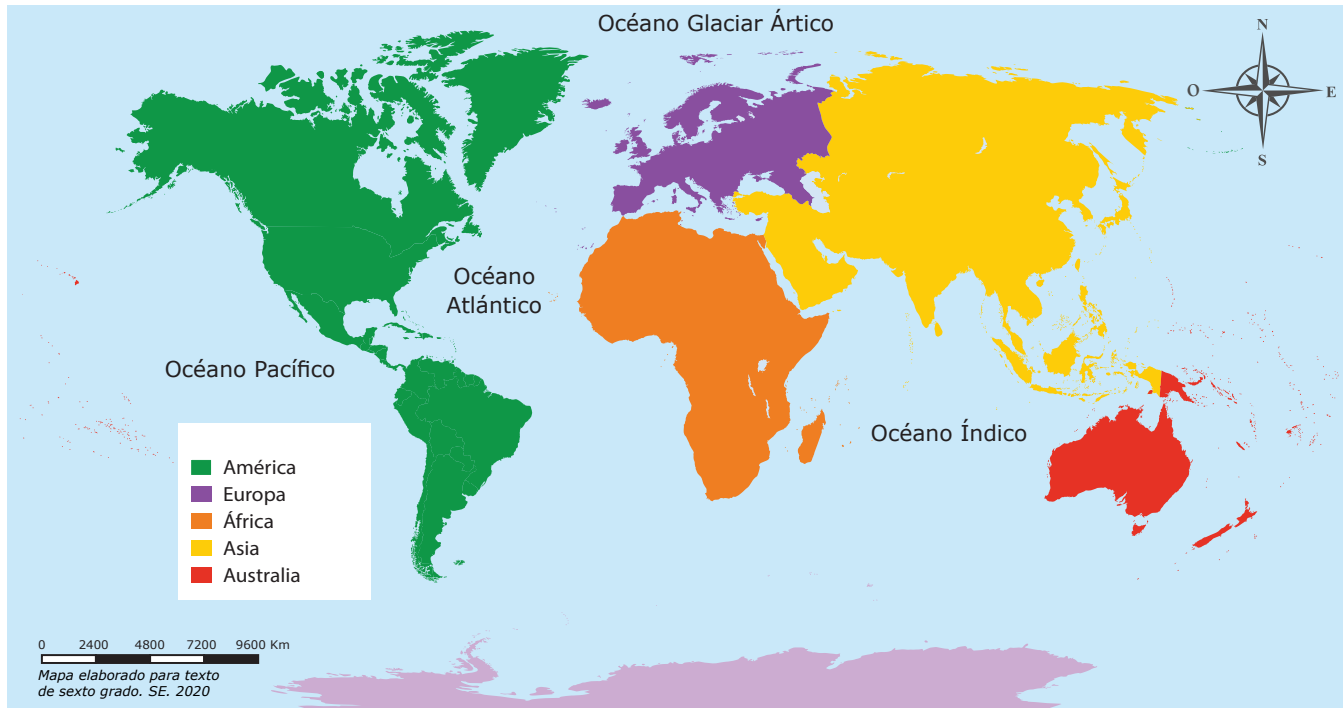 Océano Glaciar Ártico
N
O
E
S
Océano
Atlántico
Océano Pacífico
Océano Índico
América
Europa
África
Asia
Australia
0 2400 4800 7200 9600 Km
Mapa elaborado para texto
de sexto grado. SE. 2020